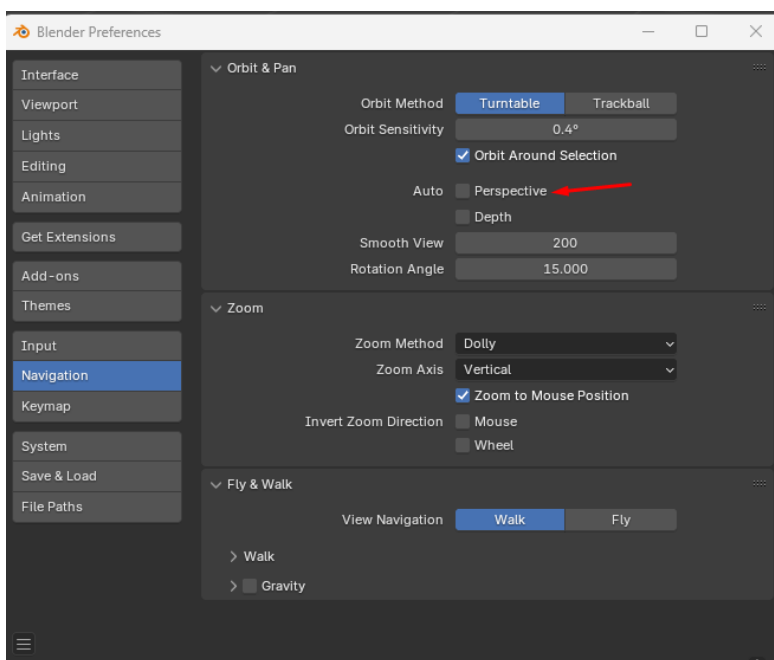 Blender Preferences
Interface
Viewport
Lights
Editing
Animation
Get Extensions
Add-ons
Themes
Input
Navigation
Keymap
System
Save & Load
File Paths
Orbit & Pan
Orbit Method Turntable Trackball
Orbit Sensitivity 0.4°
Orbit Around Selection
Auto Perspective
Depth
Smooth View 200
Rotation Angle 15.000
Zoom
Zoom Method Dolly
Zoom Axis Vertical
Zoom to Mouse Position
Invert Zoom Direction Mouse
Wheel
Fly & Walk
View Navigation Walk Fly
Walk
Gravity